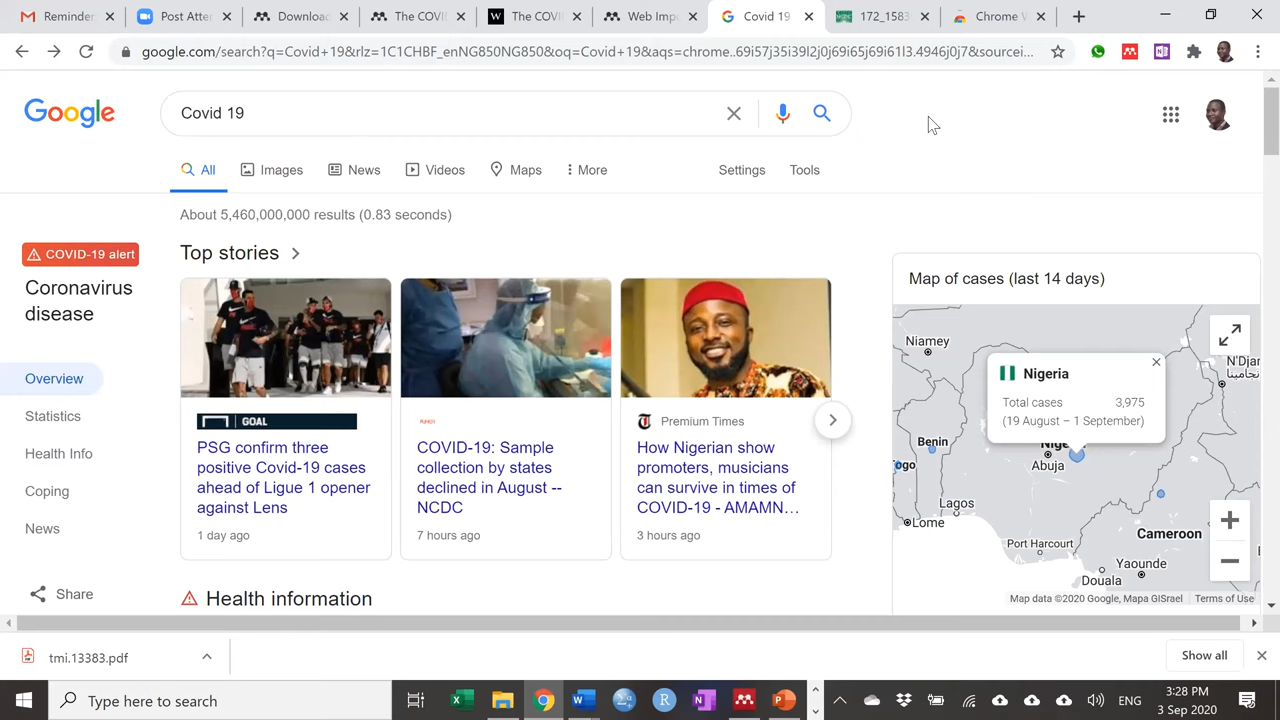 Reminder
Post Atter
Download
The COVID
The COVI
Web Impo
Covid 19
172_1583
Chrome W
google.com/search?q=Covid+19&rlz=1C1CHBF_enNG850NG850&oq=Covid+19&aqs=chrome..69i57j35i39l2j0j69i65j69i61l3.4946j0j7&sourcei...
Google
Covid 19
All
Images
News
Videos
Maps
More
Settings
Tools
About 5,460,000,000 results (0.83 seconds)
COVID-19 alert
Coronavirus
disease
Overview
Statistics
Health Info
Coping
News
Share
Top stories
GOAL
PSG confirm three
positive Covid-19 cases
ahead of Ligue 1 opener
against Lens
1 day ago
COVID-19: Sample
collection by states
declined in August --
NCDC
7 hours ago
Premium Times
How Nigerian show
promoters, musicians
can survive in times of
COVID-19 - AMAMN...
3 hours ago
Health information
Map of cases (last 14 days)
Niamey
N'Djar
Nigeria
Total cases 3,975
(19 August – 1 September)
Benin
Nige
ogo
Abuja
Lagos
Lome
Cameroon
Port Harcourt
Yaounde
Douala
Map data ©2020 Google, Mapa GISrael
Terms of Use
tmi.13383.pdf
Show all
Type here to search
ENG
3:28 PM
3 Sep 2020